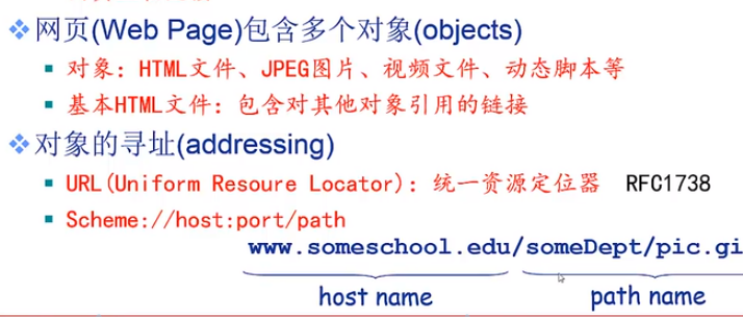 网页(Web Page)包含多个对象(objects)
对象：HTML文件、JPEG图片、视频文件、动态脚本等
基本HTML文件：包含对其他对象引用的链接
对象的寻址(addressing)
URL(Uniform Resoure Locator)：统一资源定位器 RFC1738
Scheme://host:port/path
www.someschool.edu/someDept/pic.gi
host name path name